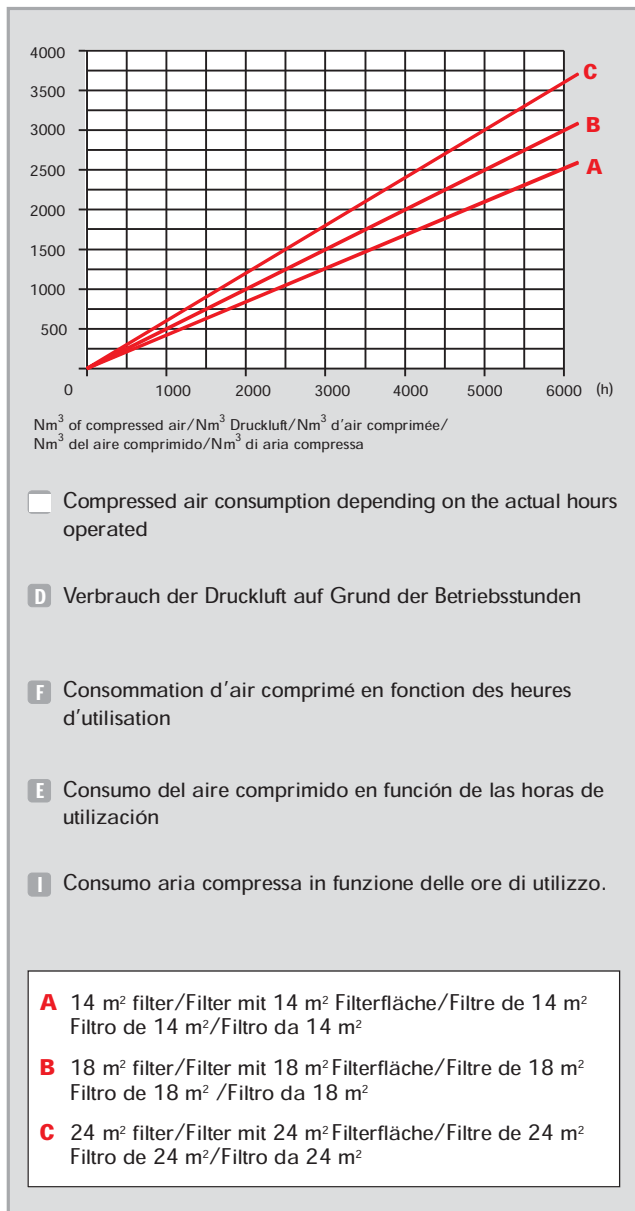 4000
3500
C
3000
B
2500
A
2000
1500
1000
500
0 1000 2000 3000 4000 5000 6000 (h)
Nm³ of compressed air/Nm³ Druckluft/Nm³ d'air comprimée/
Nm³ del aire comprimido/Nm³ di aria compressa
Compressed air consumption depending on the actual hours
operated
D Verbrauch der Druckluft auf Grund der Betriebsstunden
F Consommation d'air comprimé en fonction des heures
d'utilisation
E Consumo del aire comprimido en función de las horas de
utilización
I Consumo aria compressa in funzione delle ore di utilizzo.
A 14 m² filter/Filter mit 14 m² Filterfläche/Filtre de 14 m²
Filtro de 14 m²/Filtro da 14 m²
B 18 m² filter/Filter mit 18 m² Filterfläche/Filtre de 18 m²
Filtro de 18 m² /Filtro da 18 m²
C 24 m² filter/Filter mit 24 m² Filterfläche/Filtre de 24 m²
Filtro de 24 m²/Filtro da 24 m²